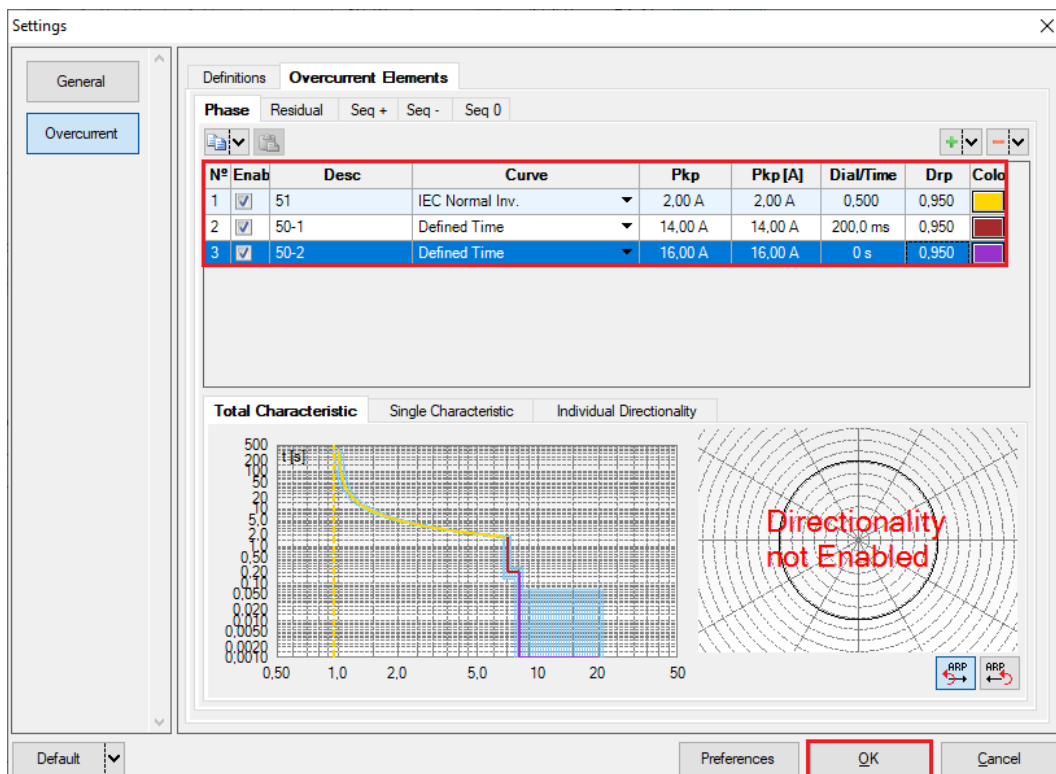 Settings
General
Overcurrent
Definitions Overcurrent Elements
Phase Residual Seq + Seq - Seq 0
Nº Enab Desc Curve Pkp Pkp [A] Dial/Time Drp Colo
1 51 IEC Normal Inv. 2,00 A 2,00 A 0,500 0,950
2 50-1 Defined Time 14,00 A 14,00 A 200,0 ms 0,950
3 50-2 Defined Time 16,00 A 16,00 A 0 s 0,950
Total Characteristic Single Characteristic Individual Directionality
t [s]
500
200
100
50
20
10
5,0
2,0
1,0
0,50
0,20
0,10
0,050
0,020
0,010
0,0050
0,0020
0,0010
0,50 1,0 2,0 5,0 10 20 50
Directionality
not Enabled
ARP ARP
Default Preferences OK Cancel